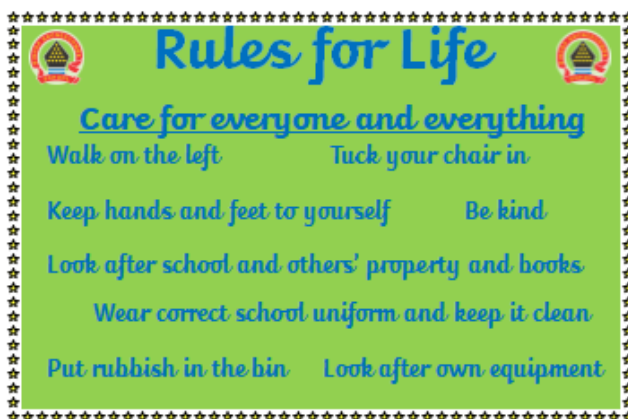 Rules for Life
Care for everyone and everything
Walk on the left Tuck your chair in
Keep hands and feet to yourself Be kind
Look after school and others' property and books
Wear correct school uniform and keep it clean
Put rubbish in the bin Look after own equipment